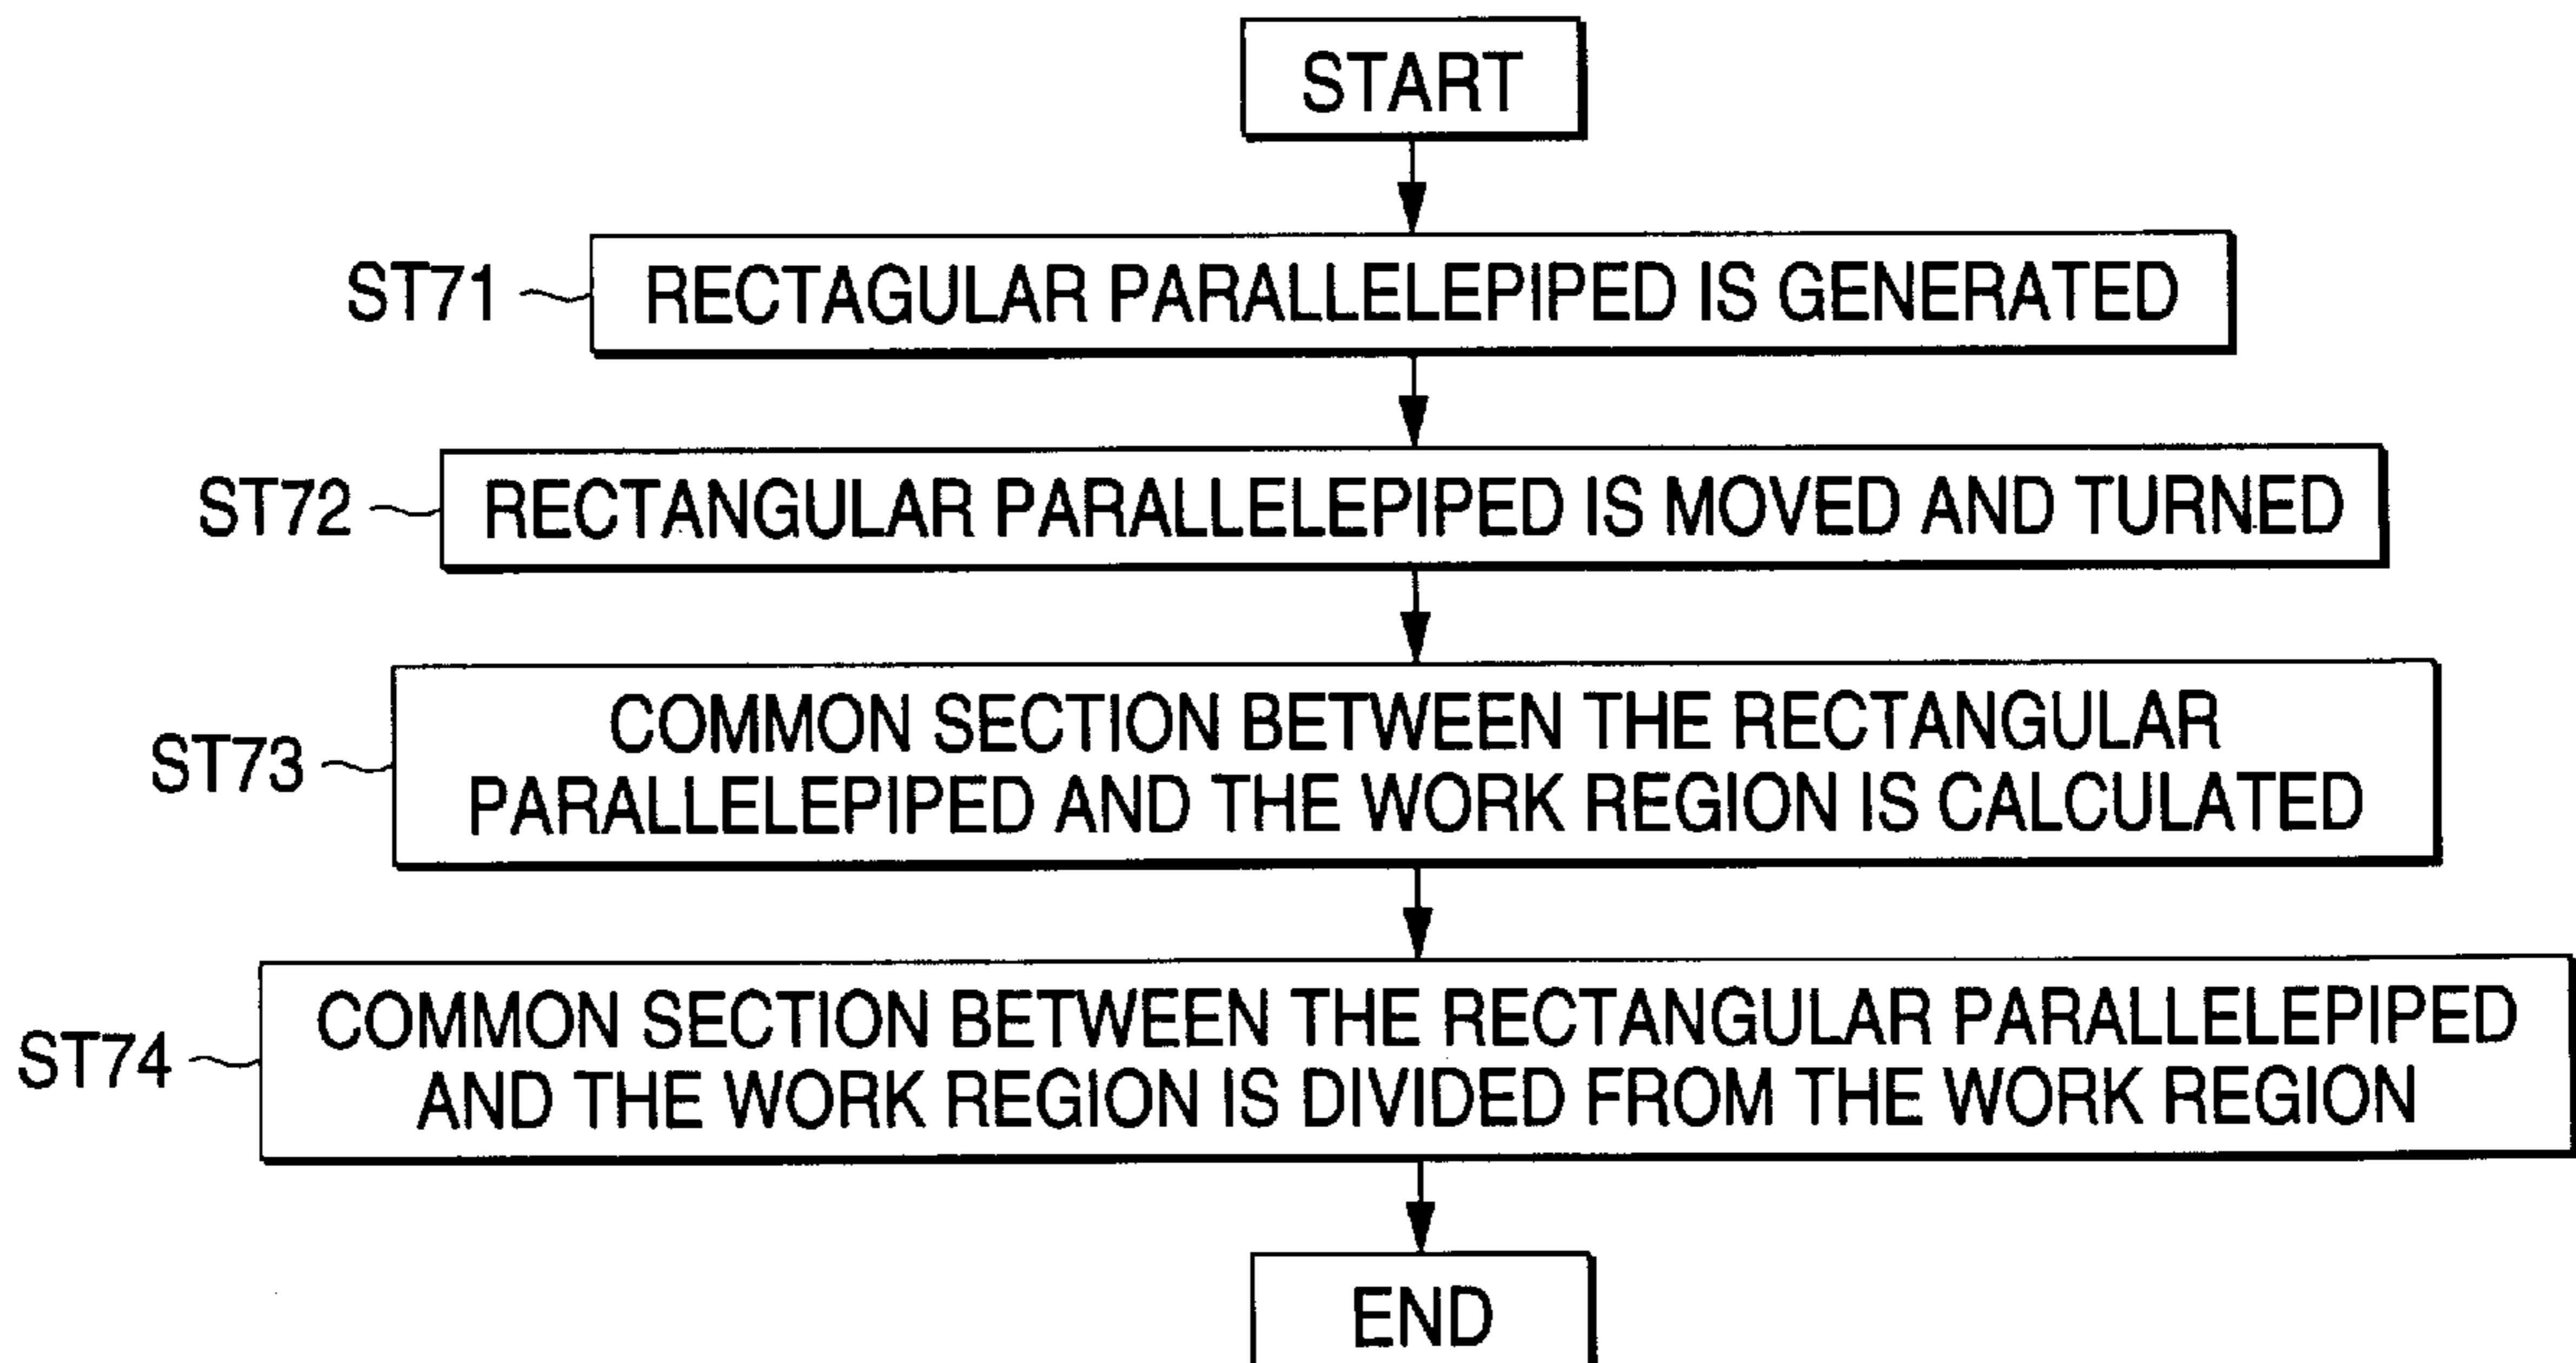 START
ST71
RECTAGULAR PARALLELEPIPED IS GENERATED
ST72
RECTANGULAR PARALLELEPIPED IS MOVED AND TURNED
ST73
COMMON SECTION BETWEEN THE RECTANGULAR
PARALLELEPIPED AND THE WORK REGION IS CALCULATED
ST74
COMMON SECTION BETWEEN THE RECTANGULAR PARALLELEPIPED
AND THE WORK REGION IS DIVIDED FROM THE WORK REGION
END